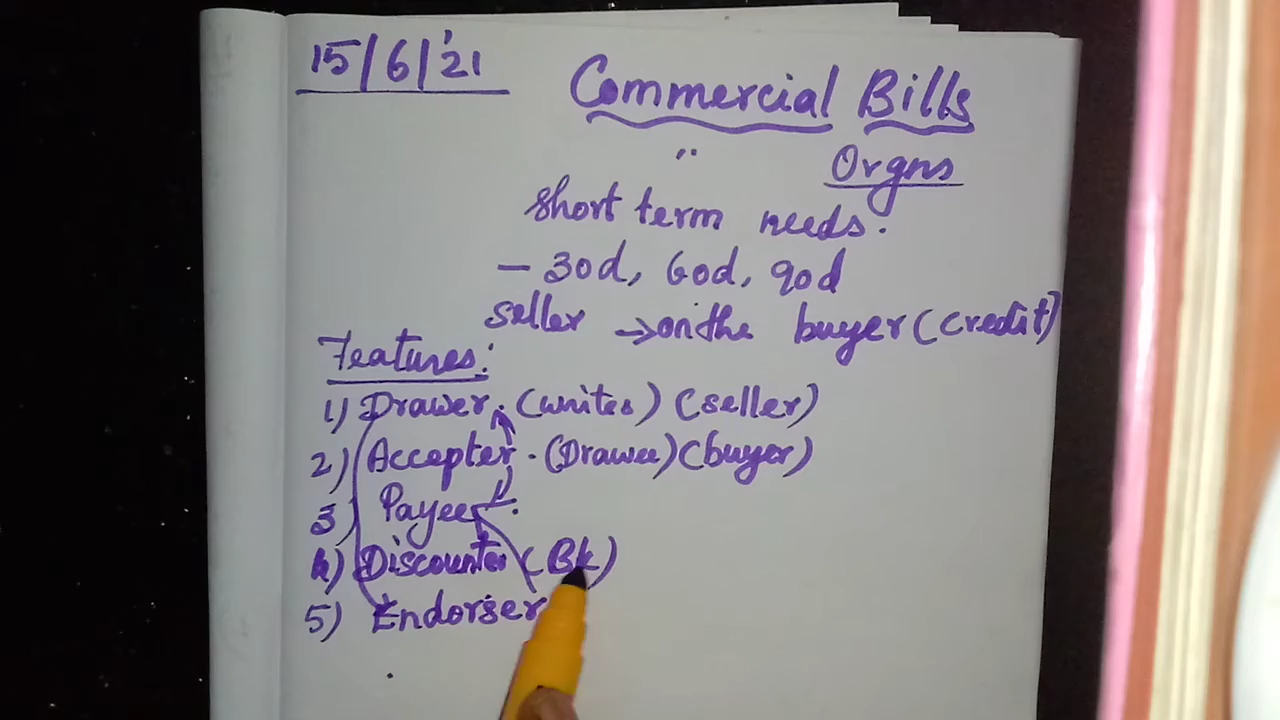 15/6/'21
Commercial Bills
Orgns
short term needs.
- 30d, 60d, 90d
seller → on the buyer (credit)
Features:
1) Drawer. (writes) (seller)
2) Accepter. (Drawee) (buyer)
3) Payee.
4) Discounter (Bk)
5) Endorser